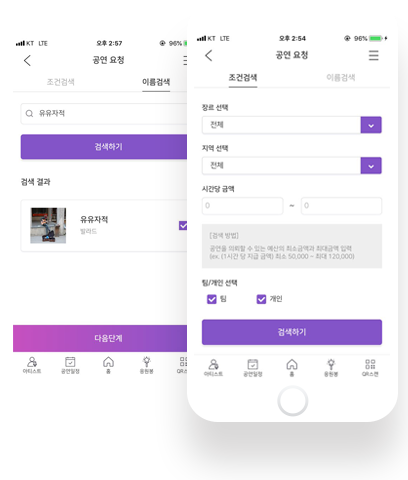 KT LTE 오후 2:57 96%
공연 요청
조건검색 이름검색
유유자적
검색하기
검색 결과
유유자적
발라드
다음단계
아티스트 공연일정 홈 응원봉
KT LTE 오후 2:54 96%
공연 요청
조건검색 이름검색
장르 선택
전체
지역 선택
전체
시간당 금액
0 ~ 0
[검색 방법]
공연을 의뢰할 수 있는 예산의 최소금액과 최대금액 입력
(ex. (1시간 당 지급 금액) 최소 50,000 ~ 최대 120,000)
팀/개인 선택
팀 개인
검색하기
아티스트 공연일정 홈 응원봉 QR스캔